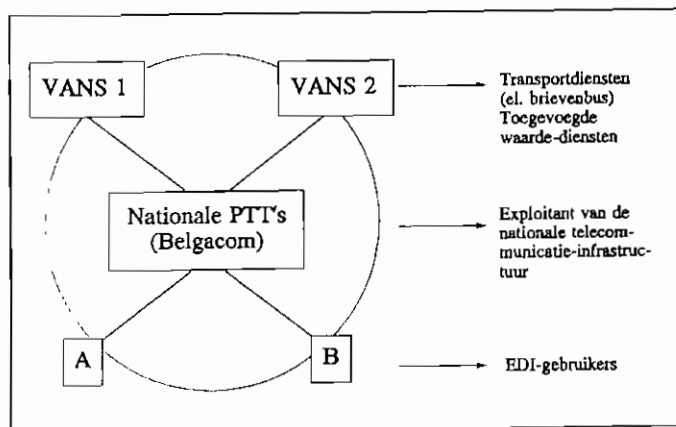 VANS 1
VANS 2
Transportdiensten
(el. brievenbus)
Toegevoegde
waarde-diensten
Nationale PTT's
(Belgacom)
Exploitant van de
nationale telecom-
municatie-infrastruc-
tuur
A
B
EDI-gebruikers